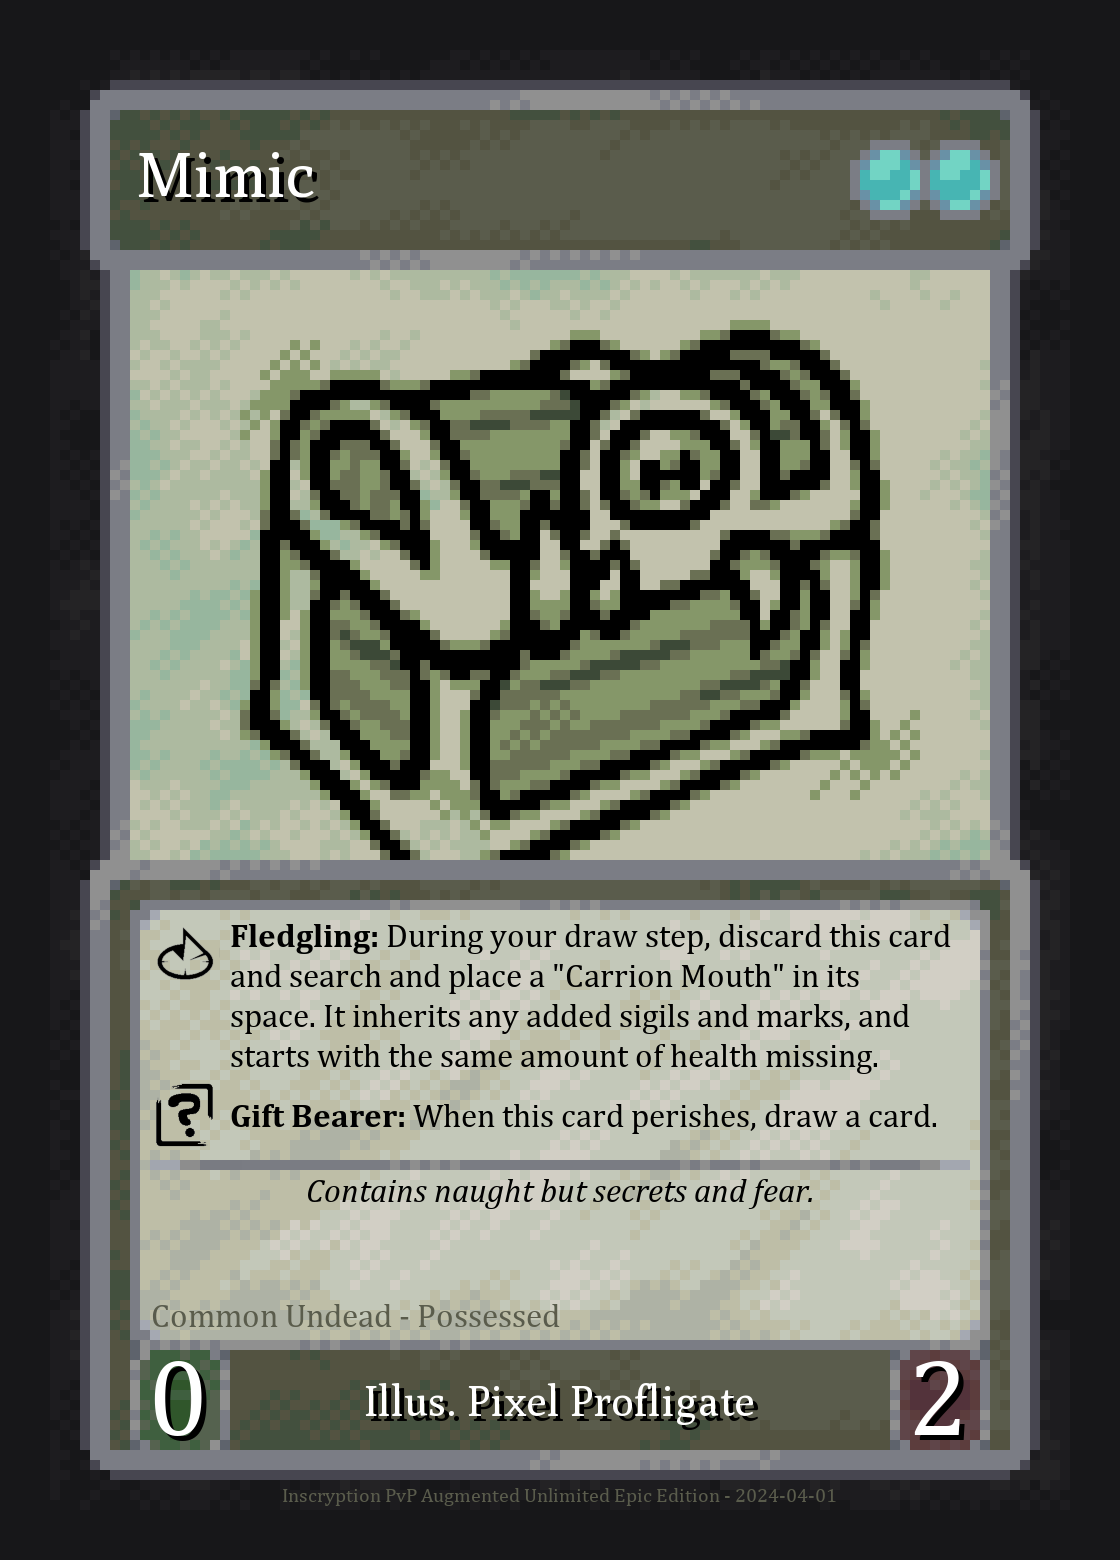 Mimic
Fledgling: During your draw step, discard this card
and search and place a "Carrion Mouth" in its
space. It inherits any added sigils and marks, and
starts with the same amount of health missing.
?
Gift Bearer: When this card perishes, draw a card.
Contains naught but secrets and fear.
Common Undead - Possessed
0
Illus. Pixel Profligate
2
Inscryption PvP Augmented Unlimited Epic Edition - 2024-04-01